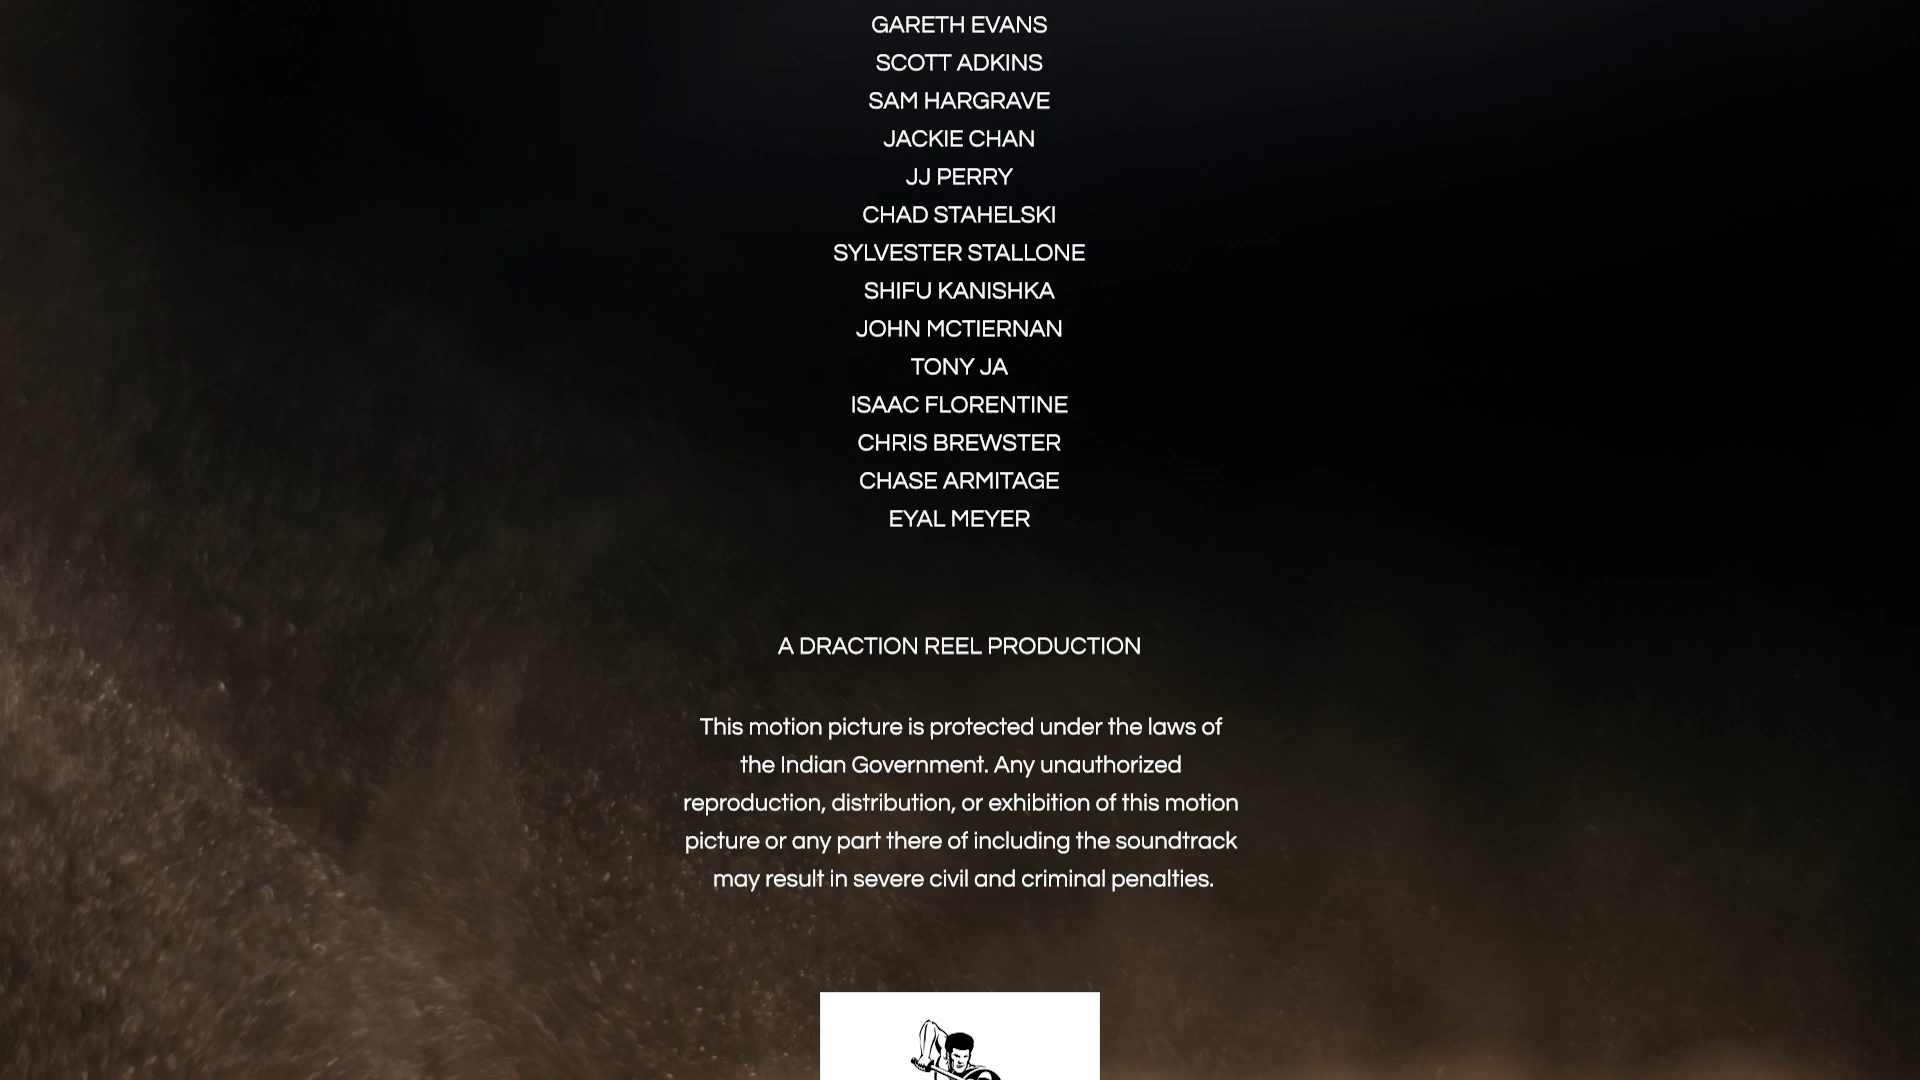 GARETH EVANS
SCOTT ADKINS
SAM HARGRAVE
JACKIE CHAN
JJ PERRY
CHAD STAHELSKI
SYLVESTER STALLONE
SHIFU KANISHKA
JOHN MCTIERNAN
TONY JA
ISAAC FLORENTINE
CHRIS BREWSTER
CHASE ARMITAGE
EYAL MEYER
A DRACTION REEL PRODUCTION
This motion picture is protected under the laws of
the Indian Government. Any unauthorized
reproduction, distribution, or exhibition of this motion
picture or any part there of including the soundtrack
may result in severe civil and criminal penalties.